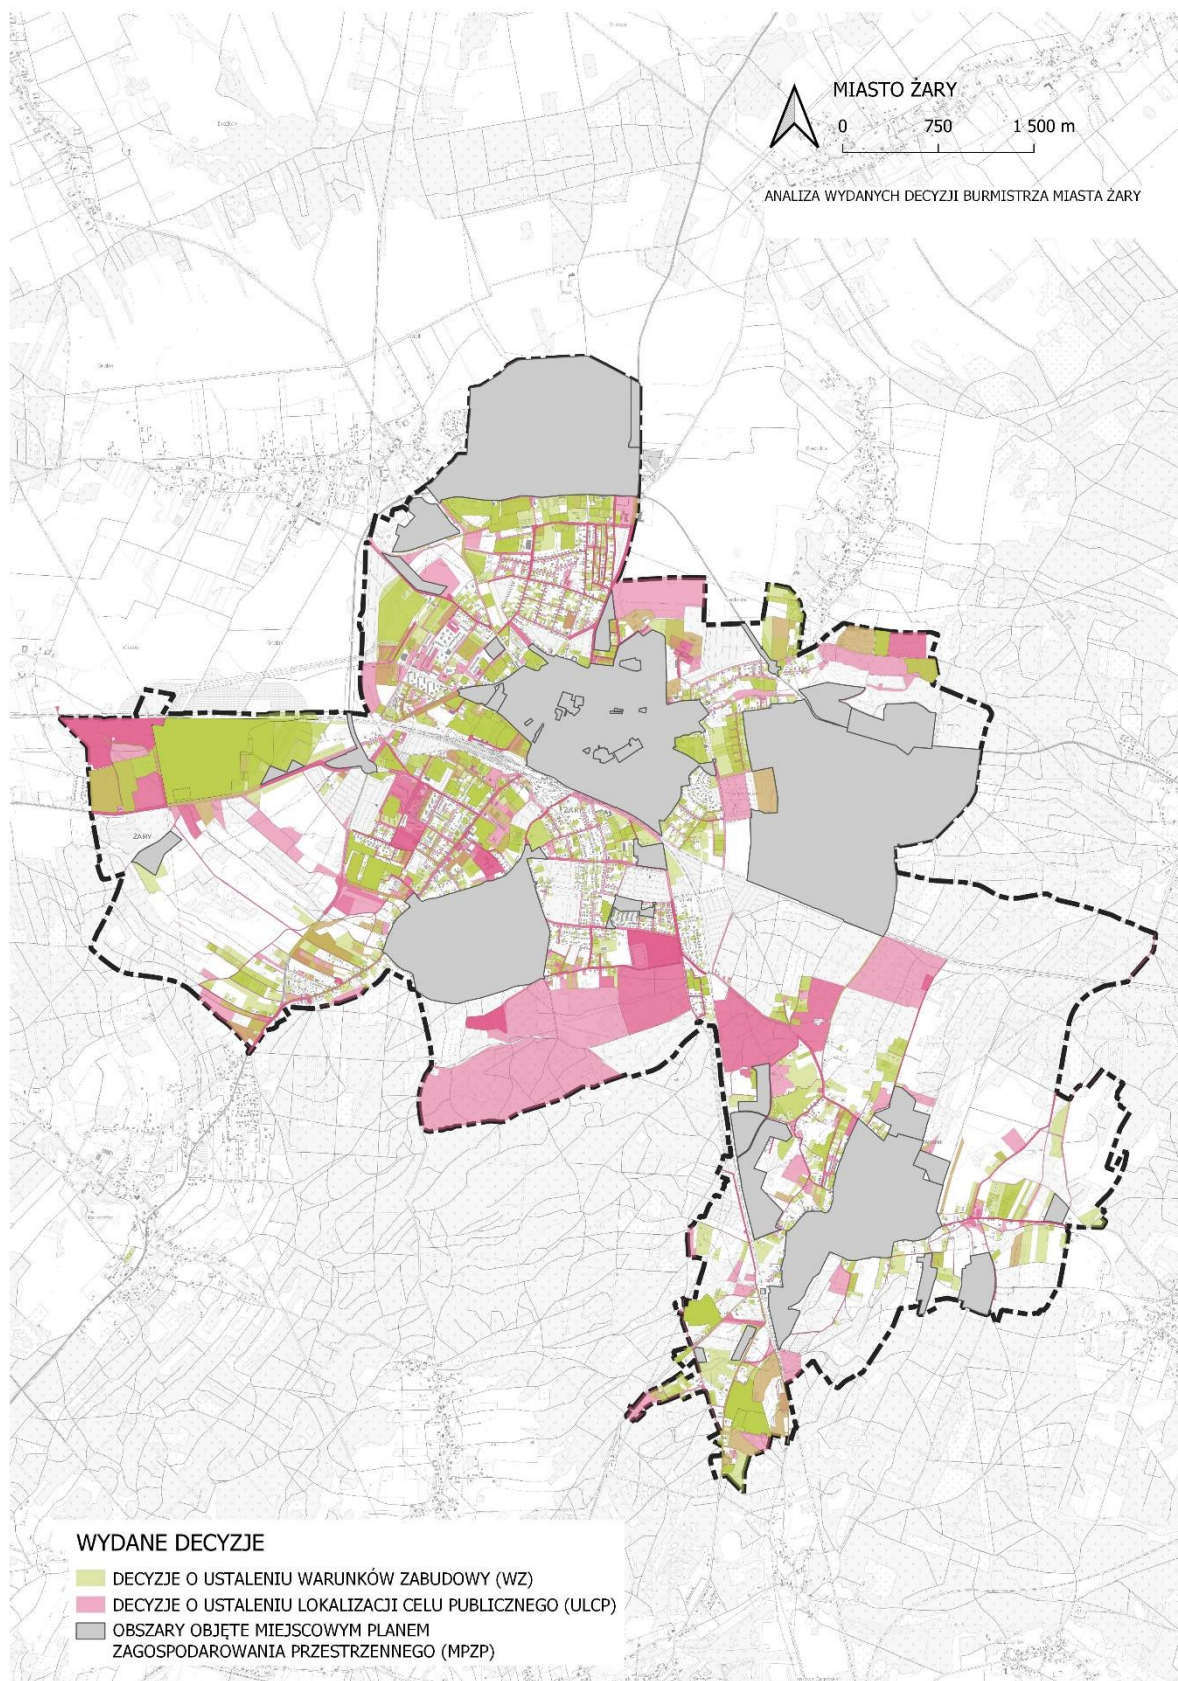 MIASTO ŻARY
0 750 1 500 m
ANALIZA WYDANYCH DECYZJI BURMISTRZA MIASTA ŻARY
ŻARY
ŻARY
WYDANE DECYZJE
DECYZJE O USTALENIU WARUNKÓW ZABUDOWY (WZ)
DECYZJE O USTALENIU LOKALIZACJI CELU PUBLICZNEGO (ULCP)
OBSZARY OBJĘTE MIEJSCOWYM PLANEM
ZAGOSPODAROWANIA PRZESTRZENNEGO (MPZP)